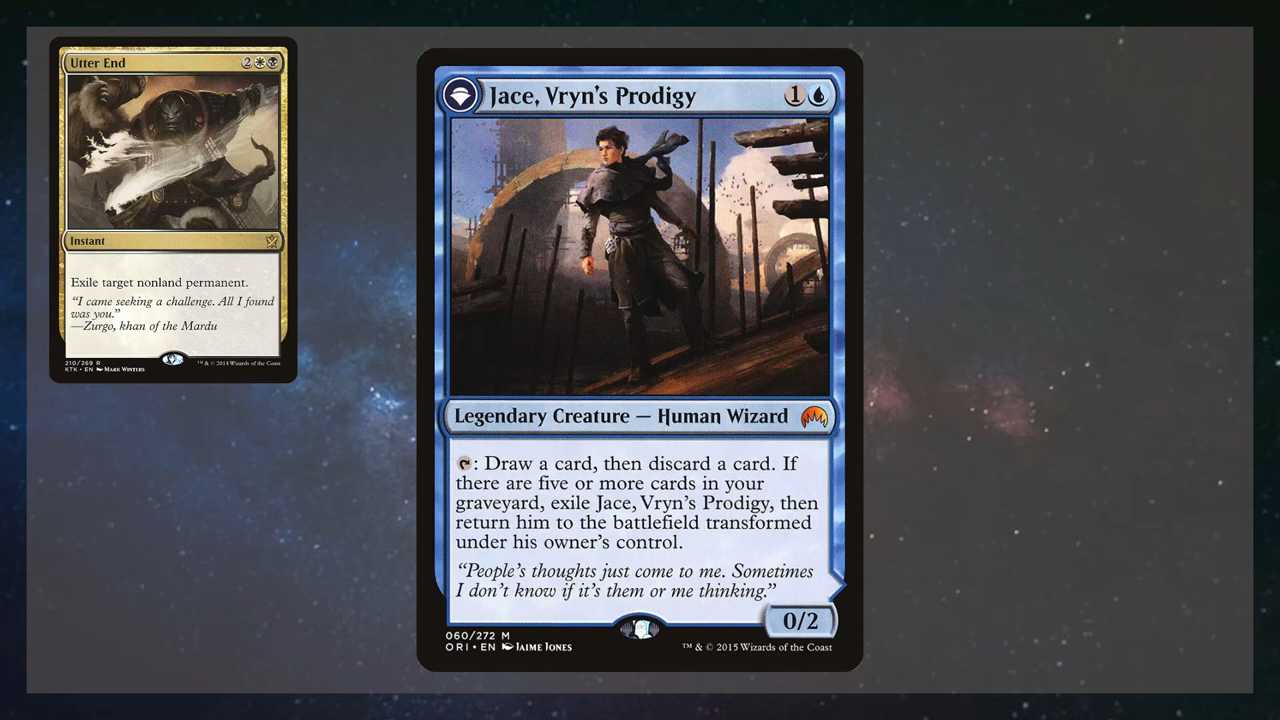 Utter End
2
Instant
Exile target nonland permanent.
“I came seeking a challenge. All I found
was you.”
—Zurgo, khan of the Mardu
210/269 R
KTK • EN MARK WINTERS
™ & © 2014 Wizards of the Coast
Jace, Vryn's Prodigy
1
Legendary Creature — Human Wizard
: Draw a card, then discard a card. If
there are five or more cards in your
graveyard, exile Jace, Vryn's Prodigy, then
return him to the battlefield transformed
under his owner's control.
“People's thoughts just come to me. Sometimes
I don't know if it's them or me thinking.”
0/2
060/272 M
ORI • EN JAIME JONES
™ & © 2015 Wizards of the Coast